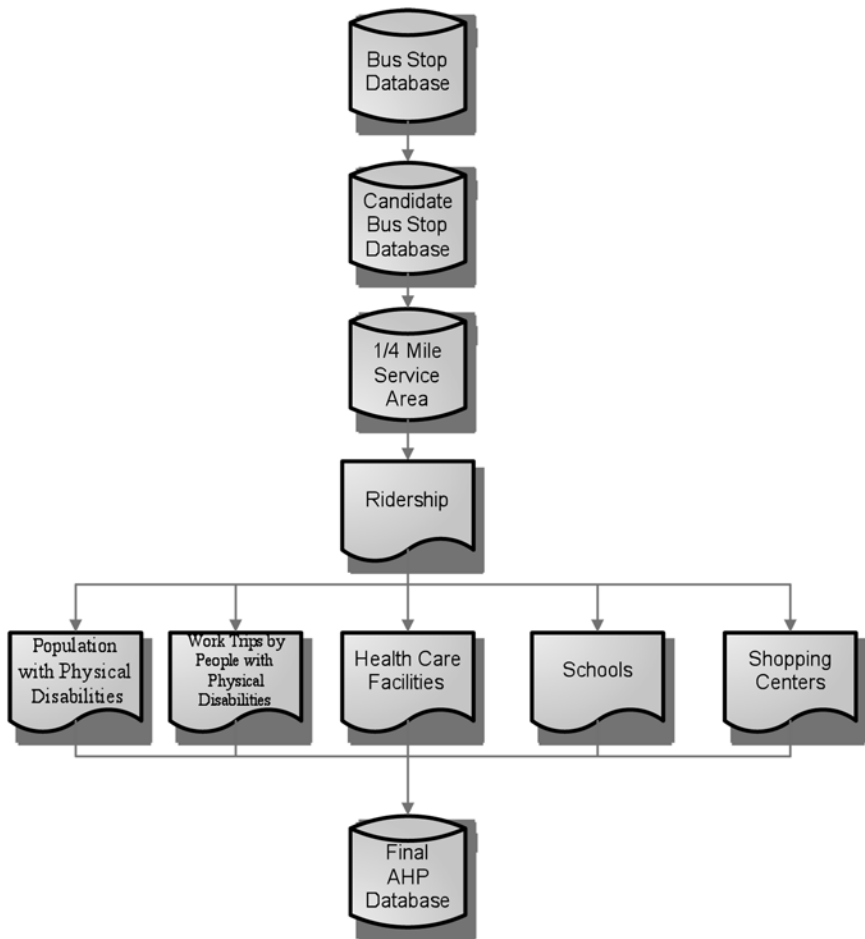 Bus Stop
Database
Candidate
Bus Stop
Database
1/4 Mile
Service
Area
Ridership
Population
with Physical
Disabilities
Work Trips by
People with
Physical
Disabilities
Health Care
Facilities
Schools
Shopping
Centers
Final
AHP
Database